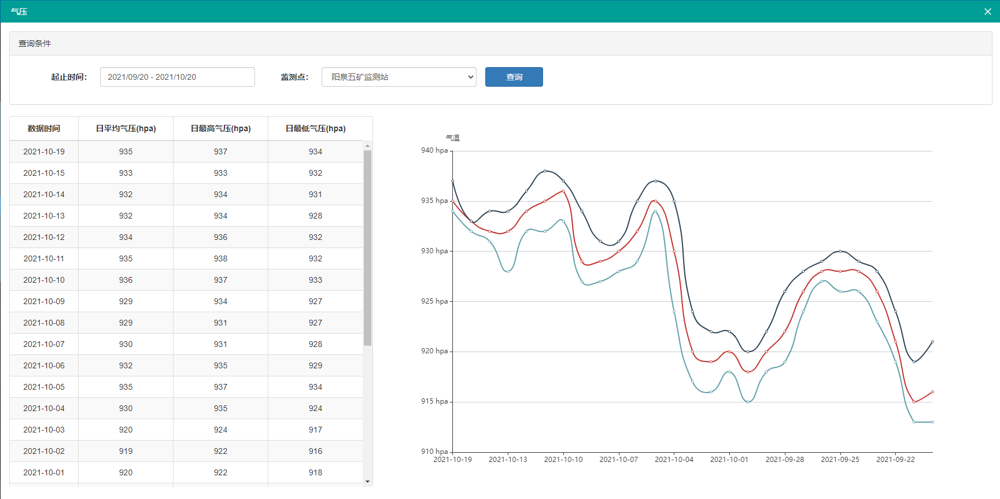 气压
查询条件
起止时间： 2021/09/20 - 2021/10/20 监测点： 阳泉五矿监测站 查询
数据时间 日平均气压(hpa) 日最高气压(hpa) 日最低气压(hpa)
2021-10-19 935 937 934
2021-10-15 933 933 932
2021-10-14 932 934 931
2021-10-13 932 934 928
2021-10-12 934 936 932
2021-10-11 935 938 932
2021-10-10 936 937 933
2021-10-09 929 934 927
2021-10-08 929 931 927
2021-10-07 930 931 928
2021-10-06 932 935 929
2021-10-05 935 937 934
2021-10-04 930 935 924
2021-10-03 920 924 917
2021-10-02 919 922 916
2021-10-01 920 922 918
气温
940 hpa
935 hpa
930 hpa
925 hpa
920 hpa
915 hpa
910 hpa
2021-10-19 2021-10-13 2021-10-10 2021-10-07 2021-10-04 2021-10-01 2021-09-28 2021-09-25 2021-09-22